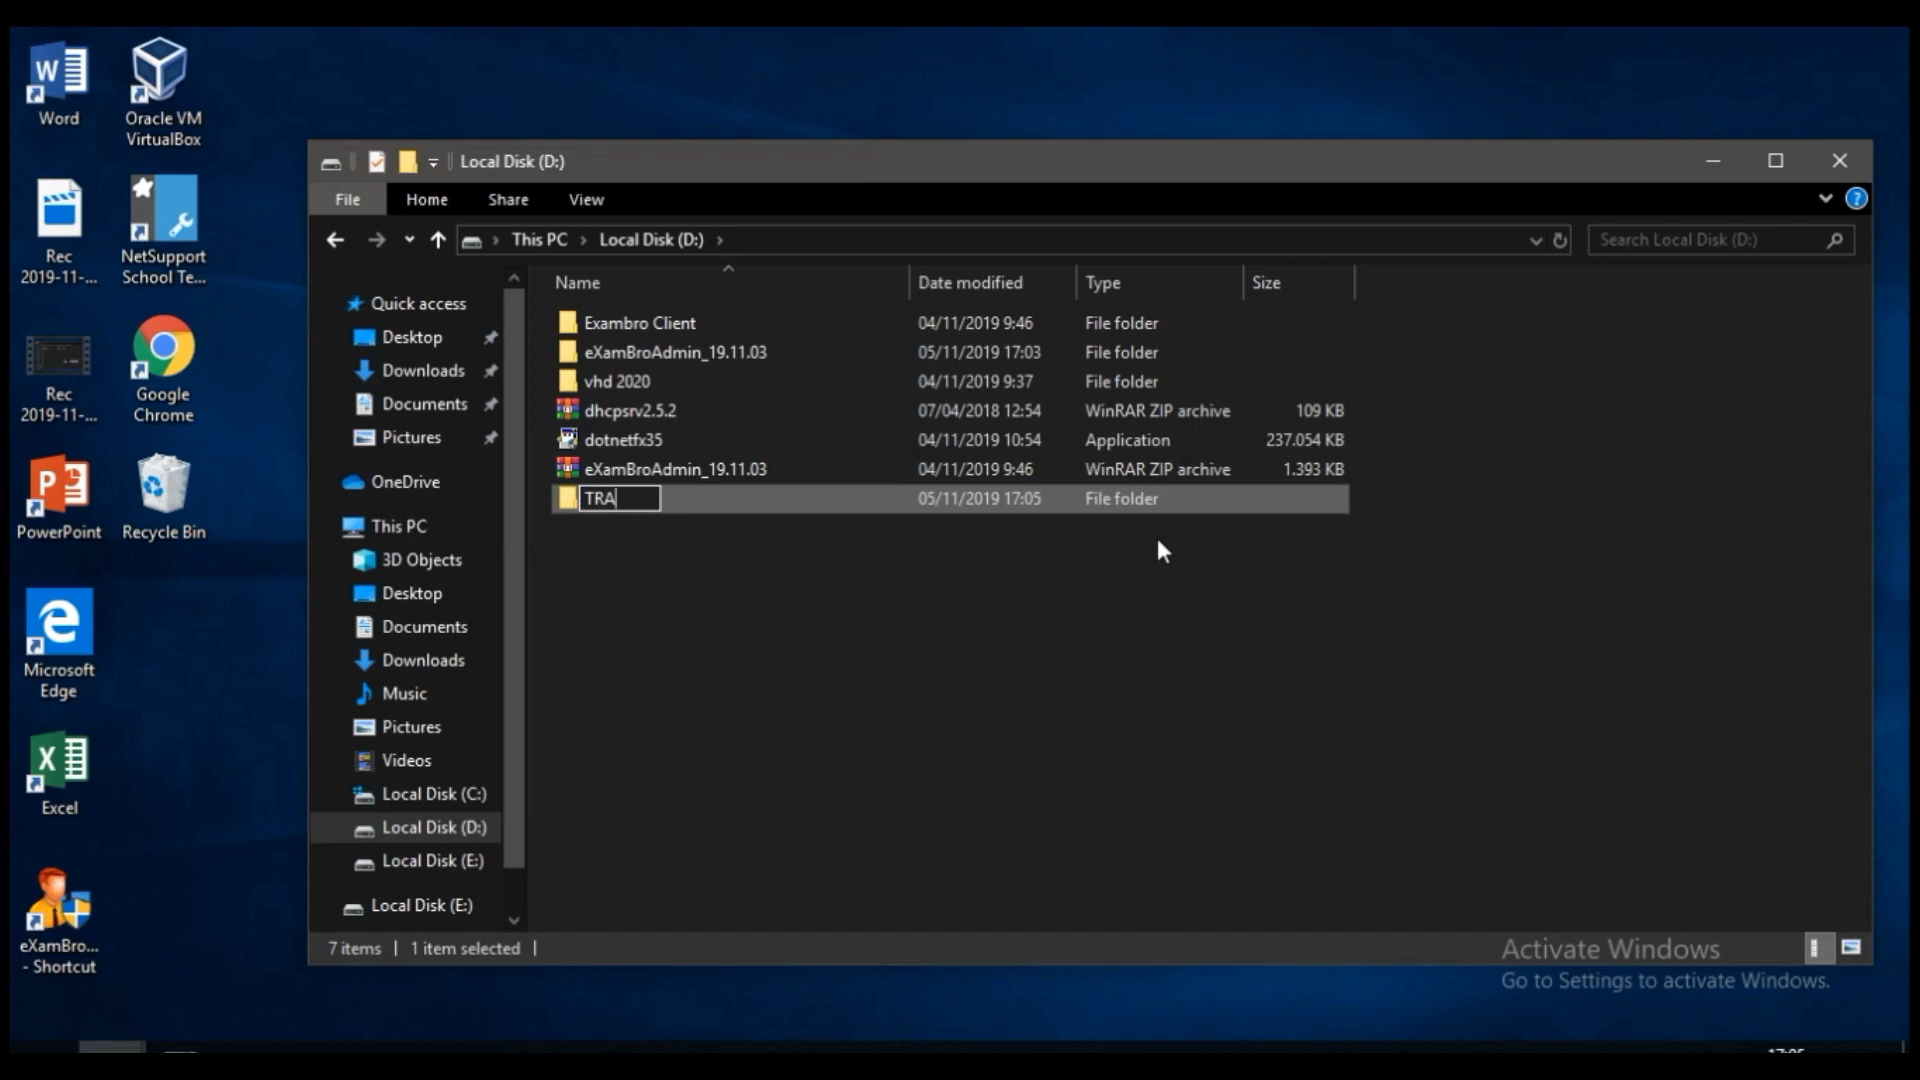 Word
Oracle VM
VirtualBox
Rec
2019-11-...
NetSupport
School Te...
Rec
2019-11-...
Google
Chrome
PowerPoint
Recycle Bin
Microsoft
Edge
Excel
eXamBro...
- Shortcut
Local Disk (D:)
File
Home
Share
View
This PC
Local Disk (D:)
Search Local Disk (D:)
Quick access
Desktop
Downloads
Documents
Pictures
OneDrive
This PC
3D Objects
Desktop
Documents
Downloads
Music
Pictures
Videos
Local Disk (C:)
Local Disk (D:)
Local Disk (E:)
Local Disk (E:)
Name Date modified Type Size
Exambro Client 04/11/2019 9:46 File folder
eXamBroAdmin_19.11.03 05/11/2019 17:03 File folder
vhd 2020 04/11/2019 9:37 File folder
dhcpsrv2.5.2 07/04/2018 12:54 WinRAR ZIP archive 109 KB
dotnetfx35 04/11/2019 10:54 Application 237.054 KB
eXamBroAdmin_19.11.03 04/11/2019 9:46 WinRAR ZIP archive 1.393 KB
TRA 05/11/2019 17:05 File folder
7 items
1 item selected
Activate Windows
Go to Settings to activate Windows.